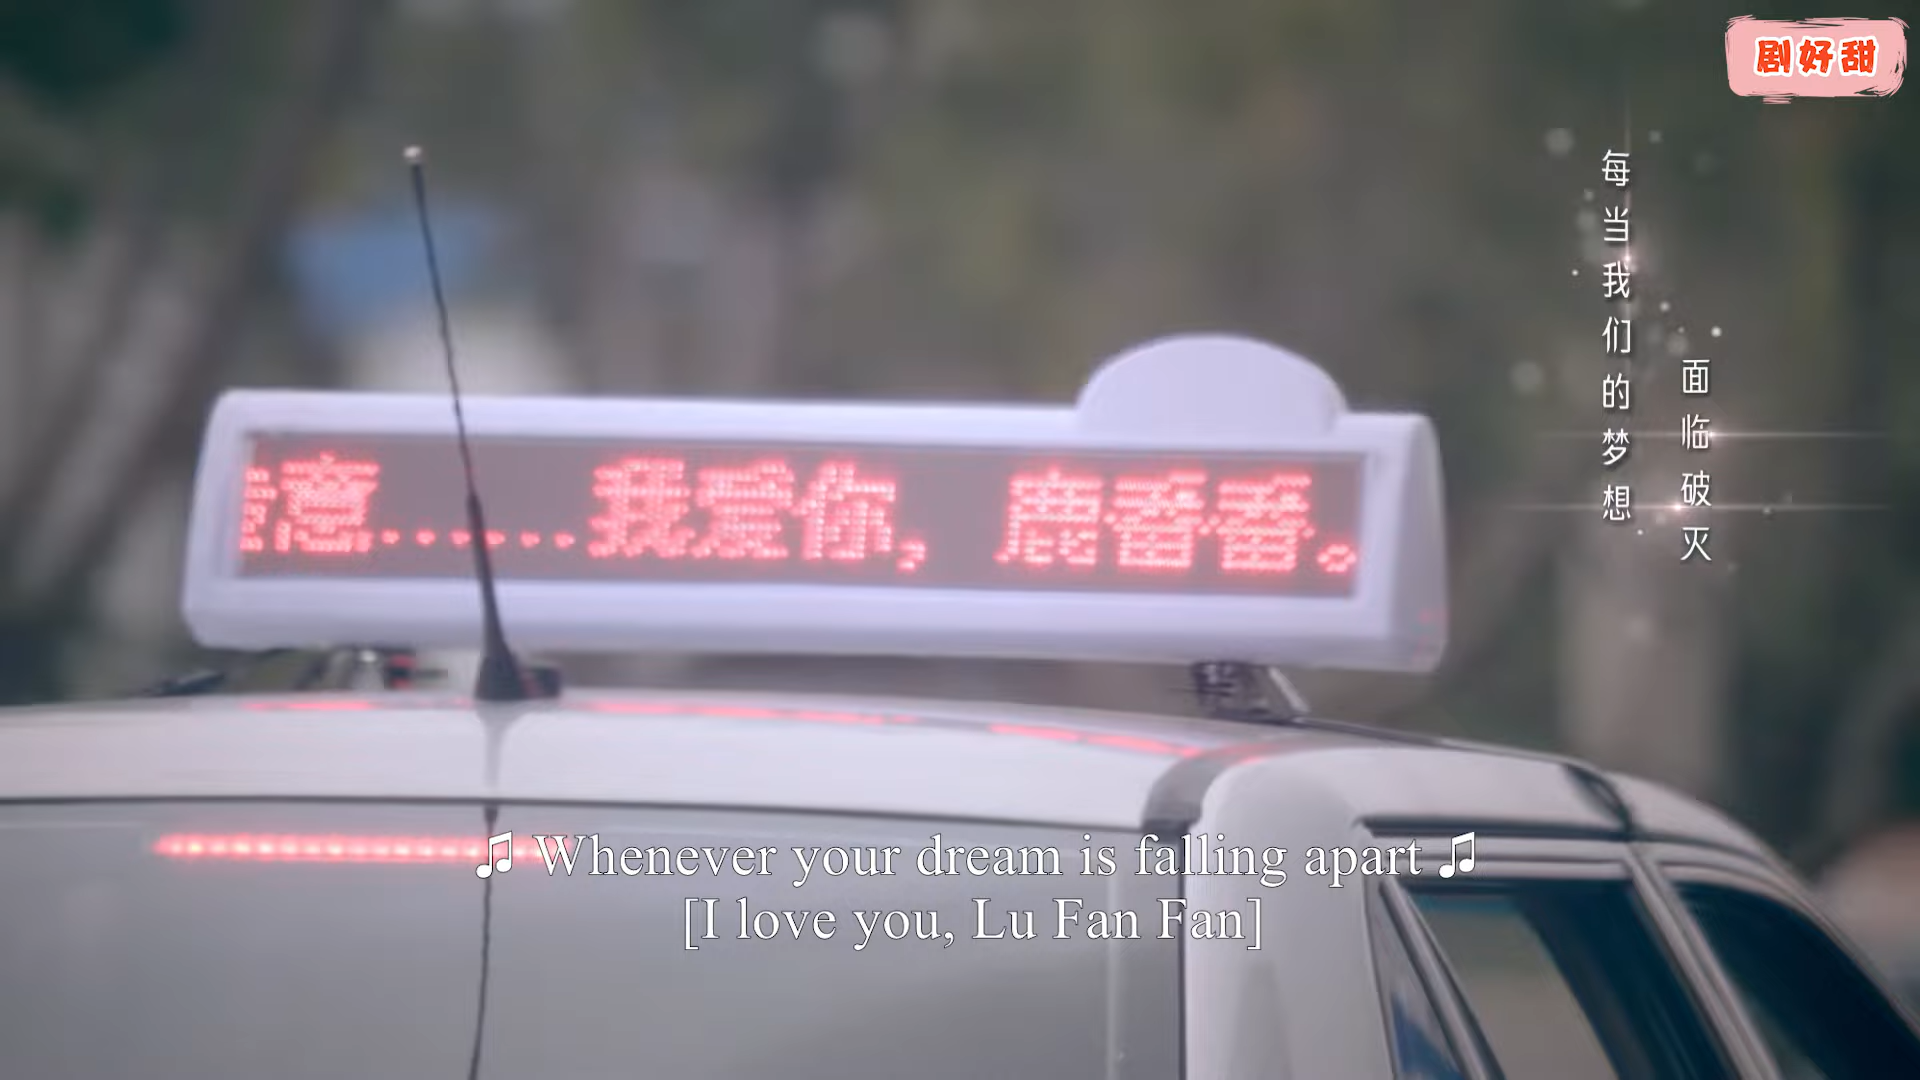 剧好甜
每当我们的梦想
面临破灭
意......我爱你，鹿番番。
♫ Whenever your dream is falling apart ♫
[I love you, Lu Fan Fan]